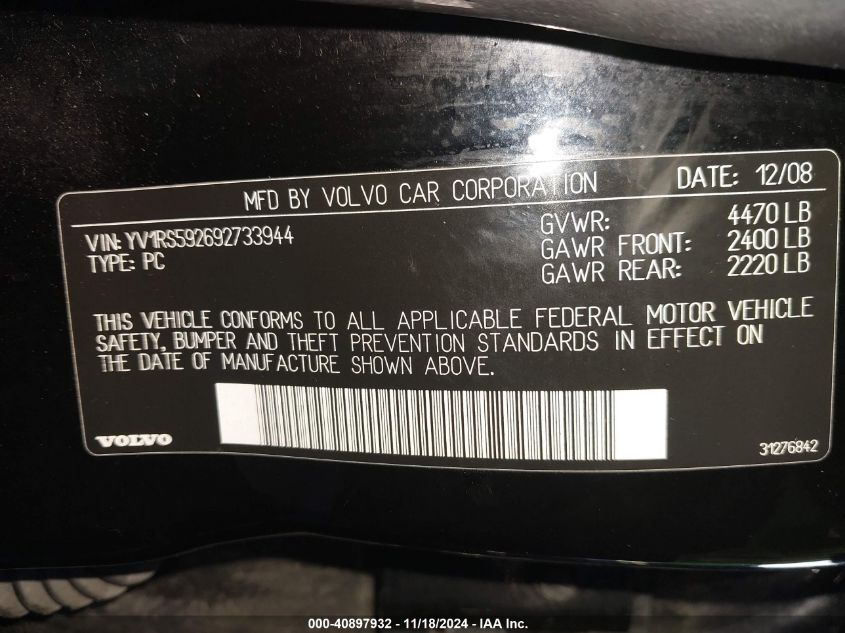 MFD BY VOLVO CAR CORPORATION DATE: 12/08
VIN: YV1RS592692733944
TYPE: PC
GVWR: 4470 LB
GAWR FRONT: 2400 LB
GAWR REAR: 2220 LB
THIS VEHICLE CONFORMS TO ALL APPLICABLE FEDERAL MOTOR VEHICLE
SAFETY, BUMPER AND THEFT PREVENTION STANDARDS IN EFFECT ON
THE DATE OF MANUFACTURE SHOWN ABOVE.
VOLVO
31276842
000-40897932 - 11/18/2024 - IAA Inc.